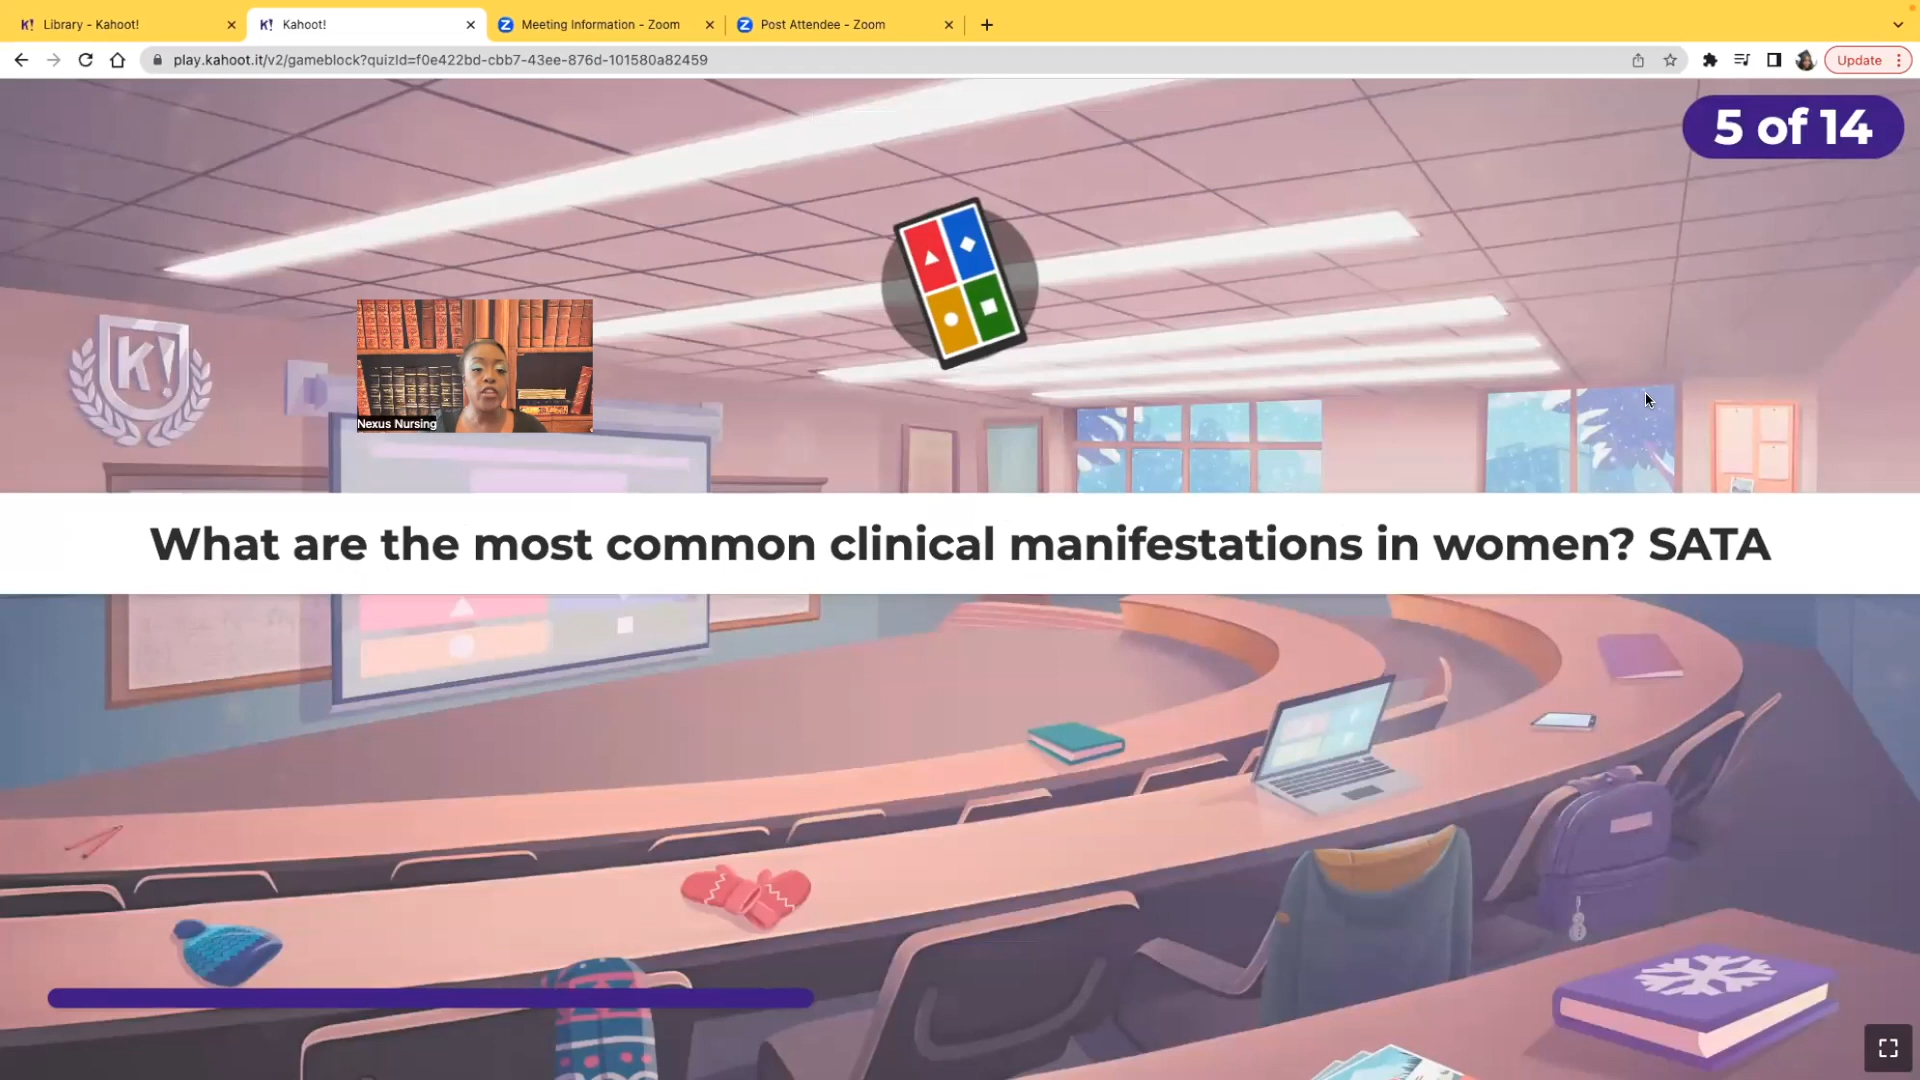 Library - Kahoot!
Kahoot!
Meeting Information - Zoom
Post Attendee - Zoom
play.kahoot.it/v2/gameblock?quizId=f0e422bd-cbb7-43ee-876d-101580a82459
Update
5 of 14
K!
Nexus Nursing
What are the most common clinical manifestations in women? SATA